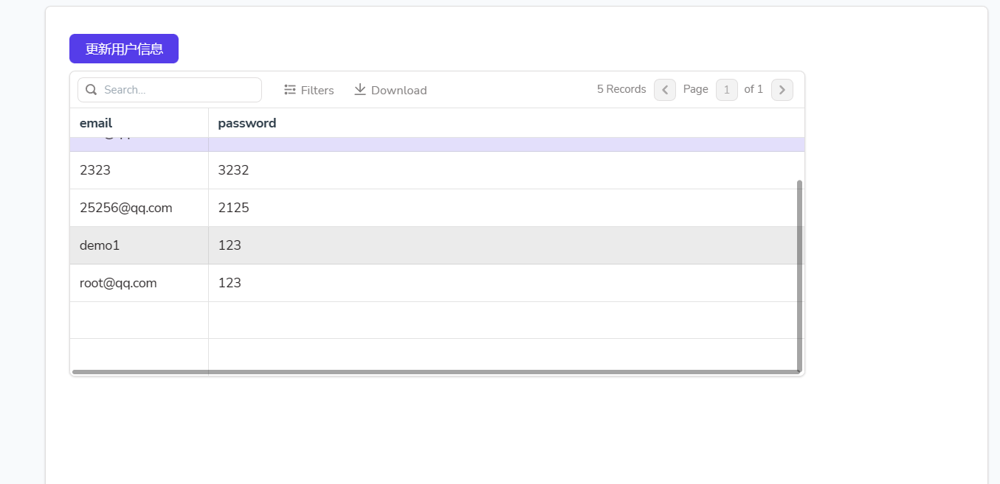 更新用户信息
Search... Filters Download 5 Records Page 1 of 1
email password
2323 3232
25256@qq.com 2125
demo1 123
root@qq.com 123